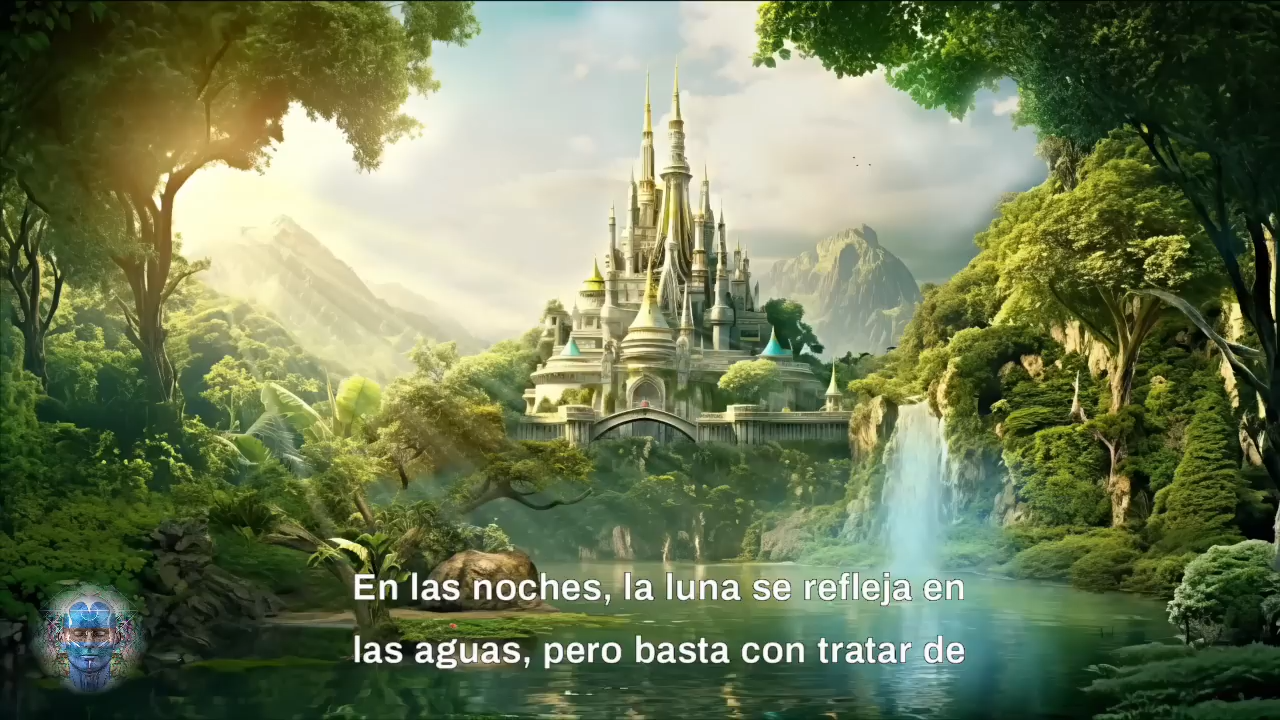 En las noches, la luna se refleja en
las aguas, pero basta con tratar de